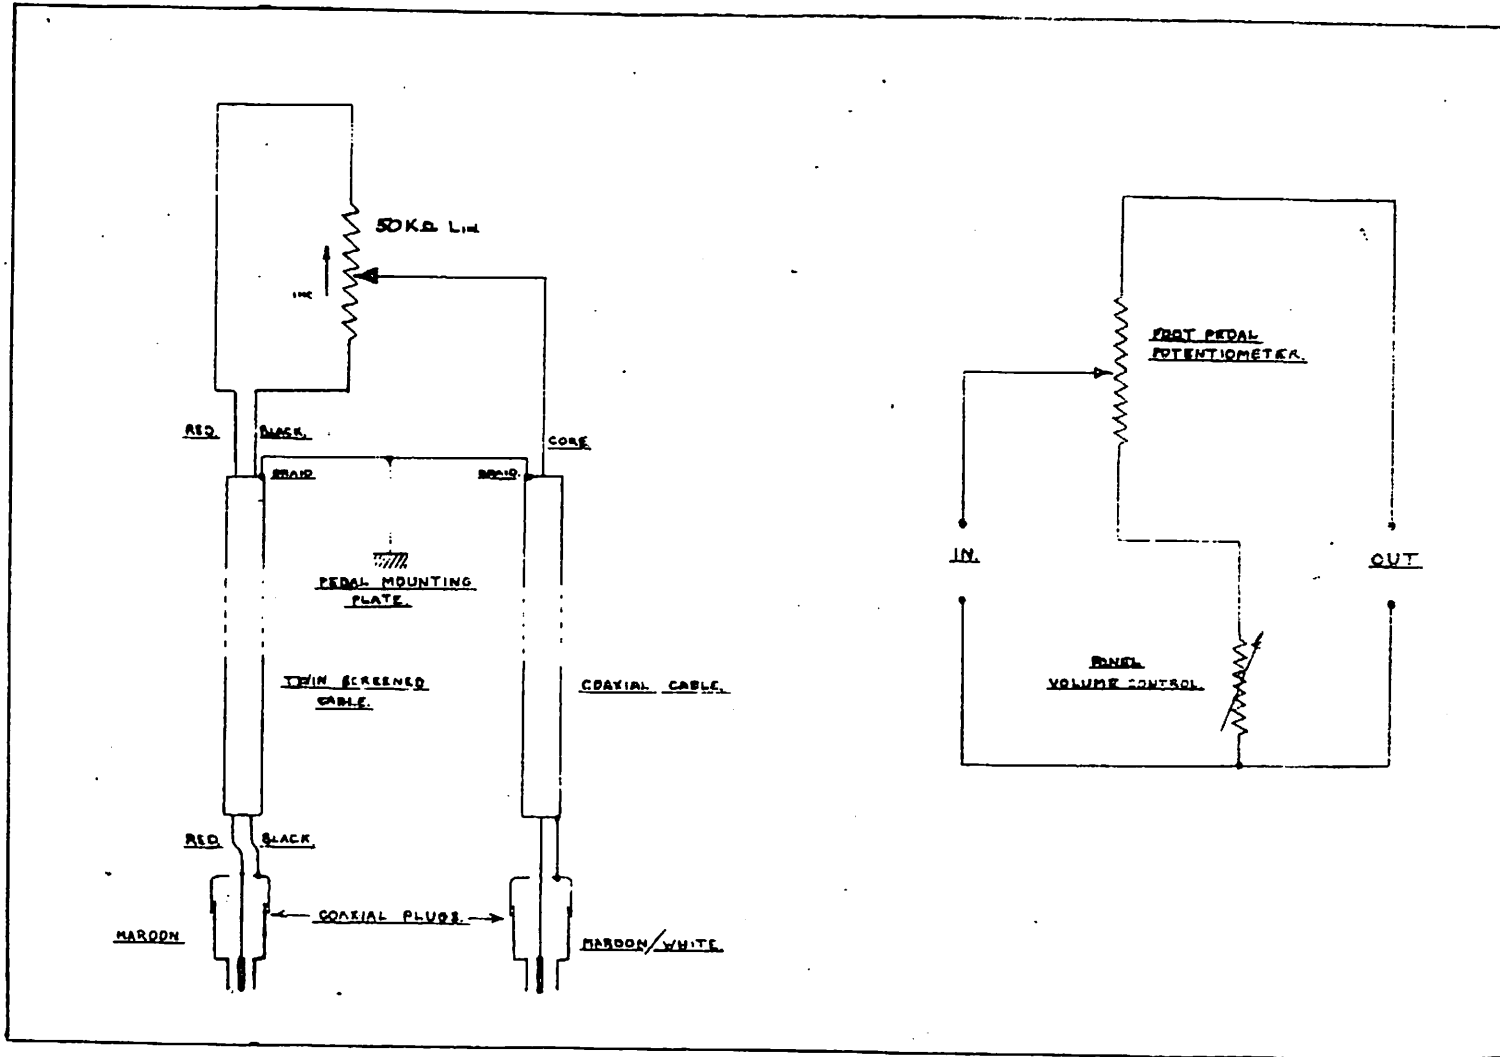 50KΩ LIN
INC
RED.
BLACK.
CORE
BRAID
BRAID.
PEDAL MOUNTING
PLATE.
TWIN SCREENED
CABLE.
COAXIAL CABLE.
RED.
BLACK.
COAXIAL PLUGS.
MAROON
MAROON/WHITE.
FOOT PEDAL
POTENTIOMETER.
IN.
OUT
PANEL
VOLUME CONTROL.